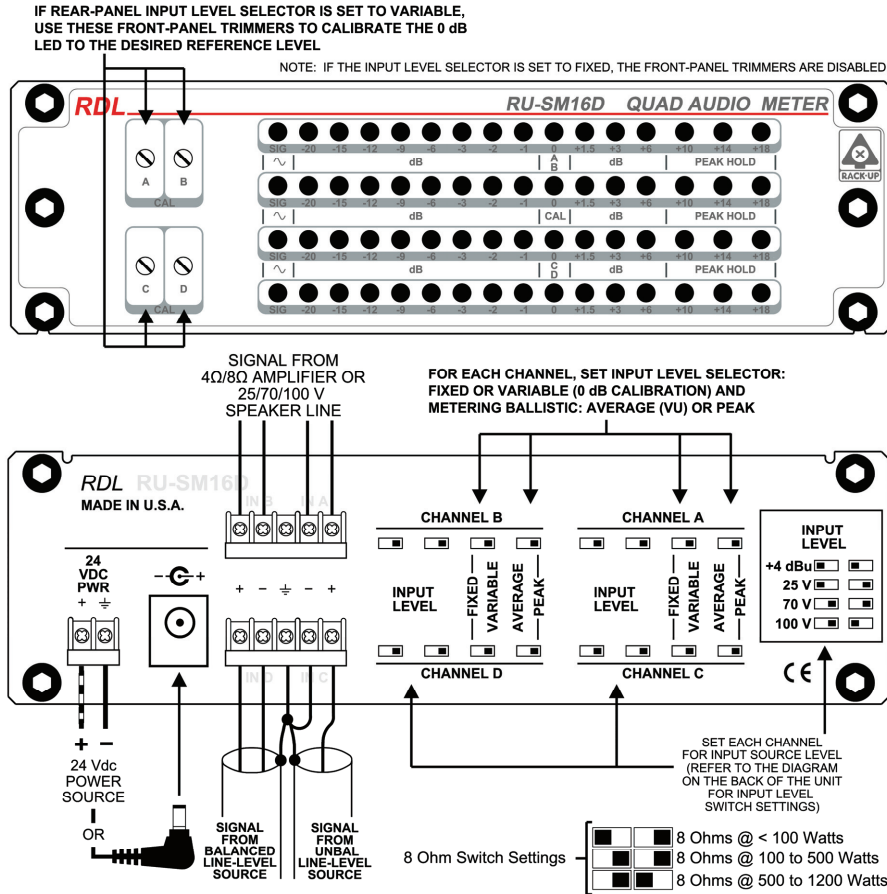 IF REAR-PANEL INPUT LEVEL SELECTOR IS SET TO VARIABLE,
USE THESE FRONT-PANEL TRIMMERS TO CALIBRATE THE 0 dB
LED TO THE DESIRED REFERENCE LEVEL
NOTE: IF THE INPUT LEVEL SELECTOR IS SET TO FIXED, THE FRONT-PANEL TRIMMERS ARE DISABLED
RDL
RU-SM16D QUAD AUDIO METER
RACK-UP
A B
CAL
C D
CAL
SIG -20 -15 -12 -9 -6 -3 -2 -1 0 +1.5 +3 +6 +10 +14 +18
dB A B dB PEAK HOLD
SIG -20 -15 -12 -9 -6 -3 -2 -1 0 +1.5 +3 +6 +10 +14 +18
dB CAL dB PEAK HOLD
SIG -20 -15 -12 -9 -6 -3 -2 -1 0 +1.5 +3 +6 +10 +14 +18
dB C D dB PEAK HOLD
SIG -20 -15 -12 -9 -6 -3 -2 -1 0 +1.5 +3 +6 +10 +14 +18
SIGNAL FROM
4Ω/8Ω AMPLIFIER OR
25/70/100 V
SPEAKER LINE
FOR EACH CHANNEL, SET INPUT LEVEL SELECTOR:
FIXED OR VARIABLE (0 dB CALIBRATION) AND
METERING BALLISTIC: AVERAGE (VU) OR PEAK
RDL RU-SM16D
MADE IN U.S.A.
24
VDC
PWR
+ ⏚
- C +
IN B IN A
+ − ⏚ − +
IN D IN C
CHANNEL B
INPUT
LEVEL
FIXED
VARIABLE
AVERAGE
PEAK
CHANNEL D
CHANNEL A
INPUT
LEVEL
FIXED
VARIABLE
AVERAGE
PEAK
CHANNEL C
INPUT
LEVEL
+4 dBu
25 V
70 V
100 V
CE
+ −
24 Vdc
POWER
SOURCE
OR
SIGNAL
FROM
BALANCED
LINE-LEVEL
SOURCE
SIGNAL
FROM
UNBAL
LINE-LEVEL
SOURCE
SET EACH CHANNEL
FOR INPUT SOURCE LEVEL
(REFER TO THE DIAGRAM
ON THE BACK OF THE UNIT
FOR INPUT LEVEL
SWITCH SETTINGS)
8 Ohm Switch Settings
8 Ohms @ < 100 Watts
8 Ohms @ 100 to 500 Watts
8 Ohms @ 500 to 1200 Watts